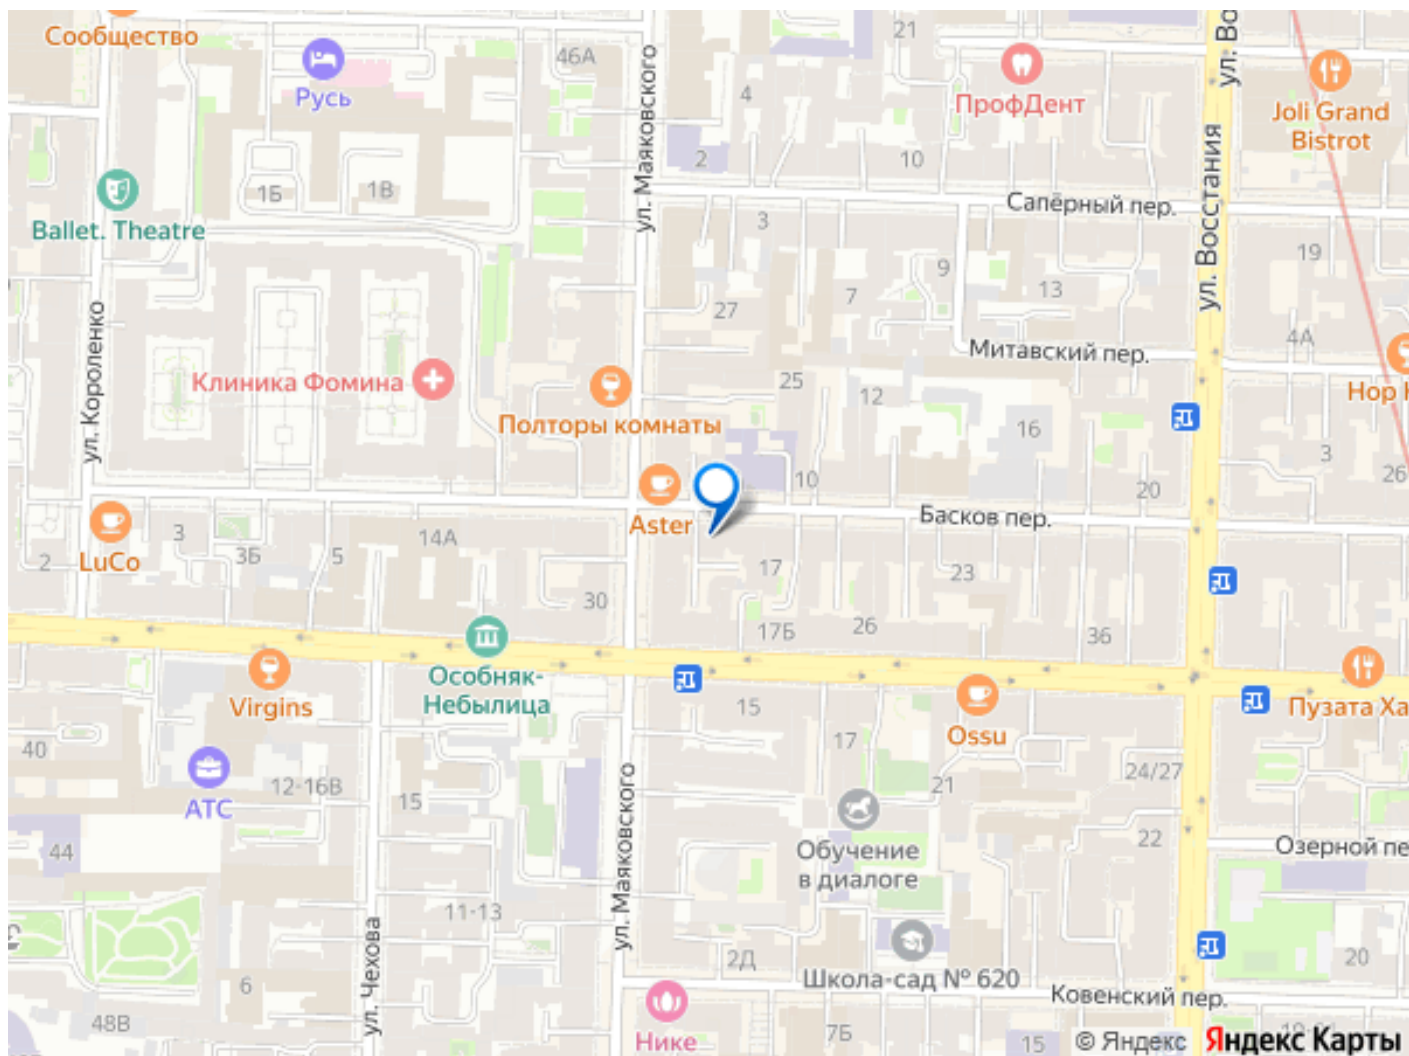 Сообщество
46А
21
ул. Во
Русь
4
ПрофДент
Joli Grand
Bistrot
ул. Маяковского
2
10
ул. Восстания
1Б
1В
Сапёрный пер.
Ballet. Theatre
3
19
9
13
7
27
4А
ул. Короленко
Митавский пер.
Клиника Фомина
25
12
Hop
Полторы комнаты
16
3
26
10
20
Aster
Басков пер.
LuCo
3
3Б
5
14А
2
17
23
30
17Б
26
36
Особняк-
Небылица
Virgins
15
Ossu
Пузата Ха
40
17
24/27
АТС
12-16В
15
21
22
44
Обучение
в диалоге
Озерной пе
ул. Маяковского
11-13
ул. Чехова
2Д
Школа-сад № 620
20
6
Ковенский пер.
48В
Нике
7Б
15
© Яндекс Яндекс Карты